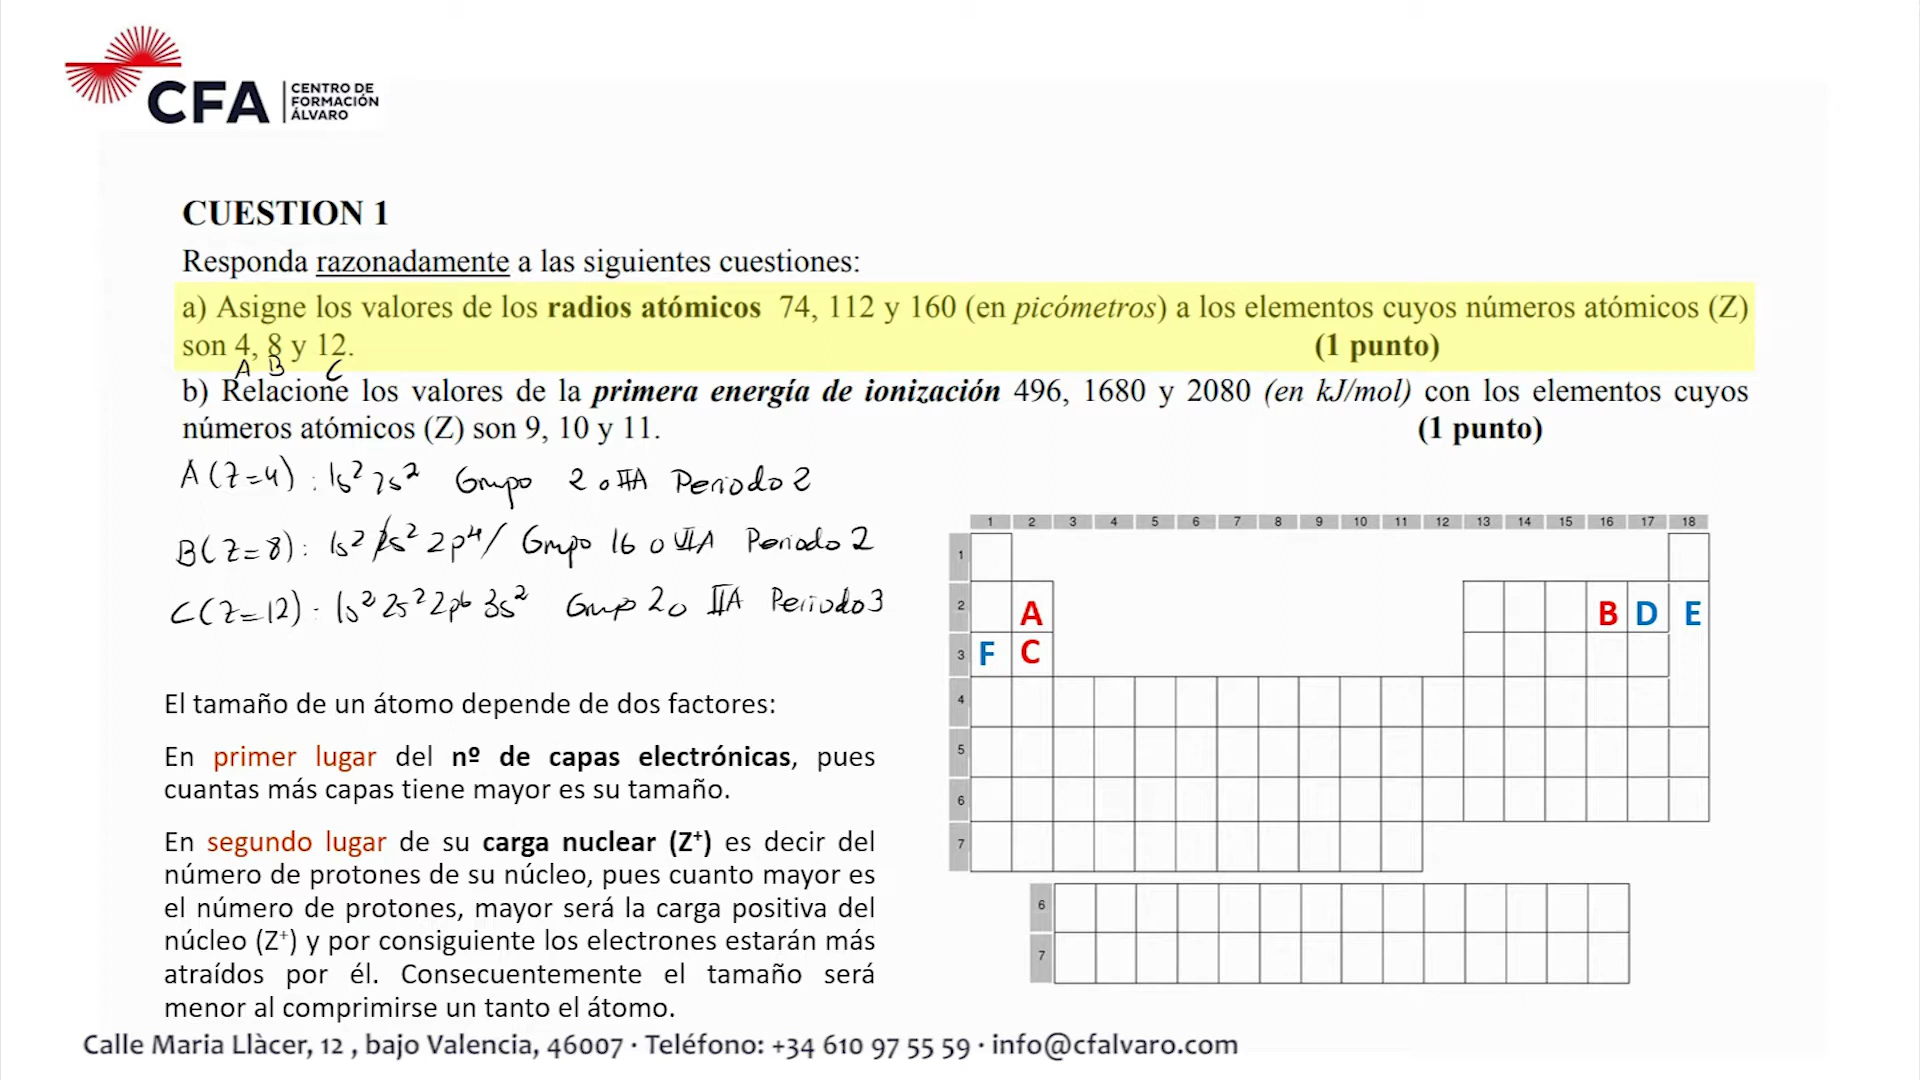 CFA
CENTRO DE
FORMACIÓN
ÁLVARO
CUESTION 1
Responda razonadamente a las siguientes cuestiones:
a) Asigne los valores de los radios atómicos 74, 112 y 160 (en picómetros) a los elementos cuyos números atómicos (Z)
son 4, 8 y 12. (1 punto)
A B C
b) Relacione los valores de la primera energía de ionización 496, 1680 y 2080 (en kJ/mol) con los elementos cuyos
números atómicos (Z) son 9, 10 y 11. (1 punto)
A (Z=4) : 1s² 2s² Grupo 2 o IIA Periodo 2
B (Z=8) : 1s² 2s² 2p⁴ / Grupo 16 o VIA Periodo 2
C (Z=12) : 1s² 2s² 2p⁶ 3s² Grupo 2 o IIA Periodo 3
El tamaño de un átomo depende de dos factores:
En primer lugar del nº de capas electrónicas, pues
cuantas más capas tiene mayor es su tamaño.
En segundo lugar de su carga nuclear (Z⁺) es decir del
número de protones de su núcleo, pues cuanto mayor es
el número de protones, mayor será la carga positiva del
núcleo (Z⁺) y por consiguiente los electrones estarán más
atraídos por él. Consecuentemente el tamaño será
menor al comprimirse un tanto el átomo.
1 2 3 4 5 6 7 8 9 10 11 12 13 14 15 16 17 18
1
2 A B D E
3 F C
4
5
6
7
6
7
Calle Maria Llàcer, 12 , bajo Valencia, 46007 · Teléfono: +34 610 97 55 59 · info@cfalvaro.com